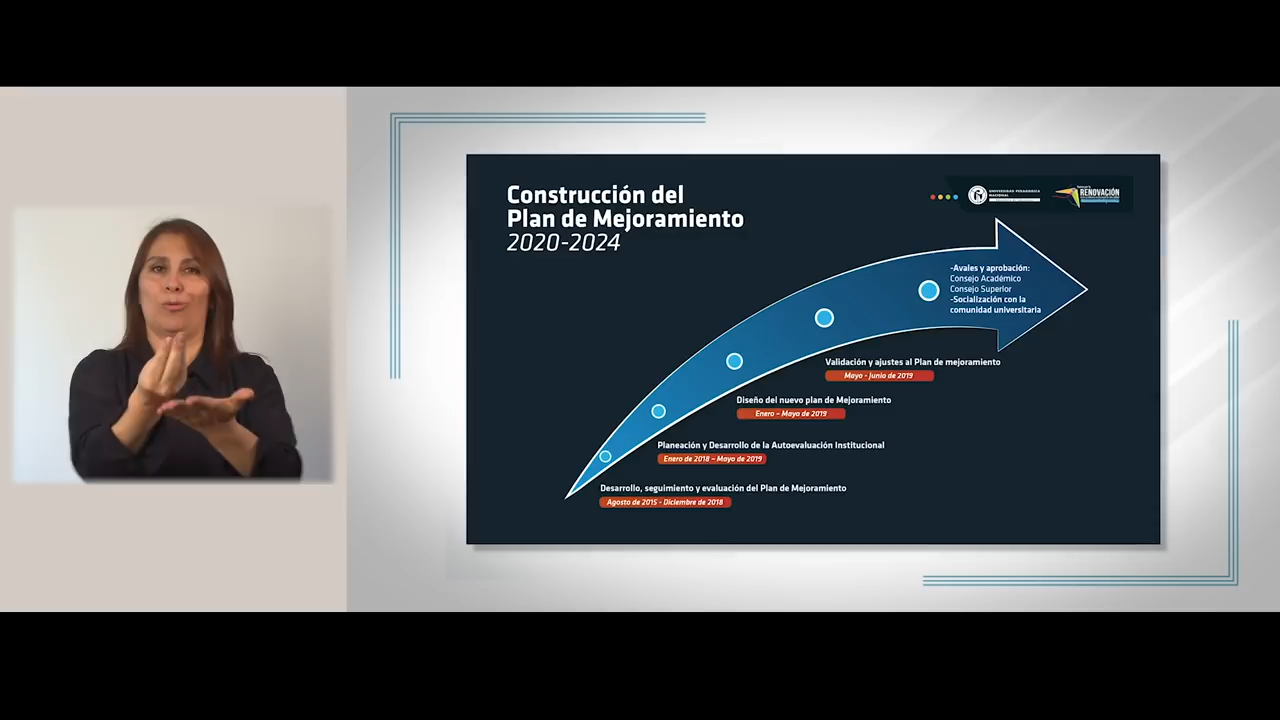 Construcción del
Plan de Mejoramiento
2020-2024
UNIVERSIDAD PEDAGÓGICA
NACIONAL
RENOVACIÓN
-Avales y aprobación:
Consejo Académico
Consejo Superior
-Socialización con la
comunidad universitaria
Validación y ajustes al Plan de mejoramiento
Mayo - Junio de 2019
Diseño del nuevo plan de Mejoramiento
Enero – Mayo de 2019
Planeación y Desarrollo de la Autoevaluación Institucional
Enero de 2018 – Mayo de 2019
Desarrollo, seguimiento y evaluación del Plan de Mejoramiento
Agosto de 2015 - Diciembre de 2018